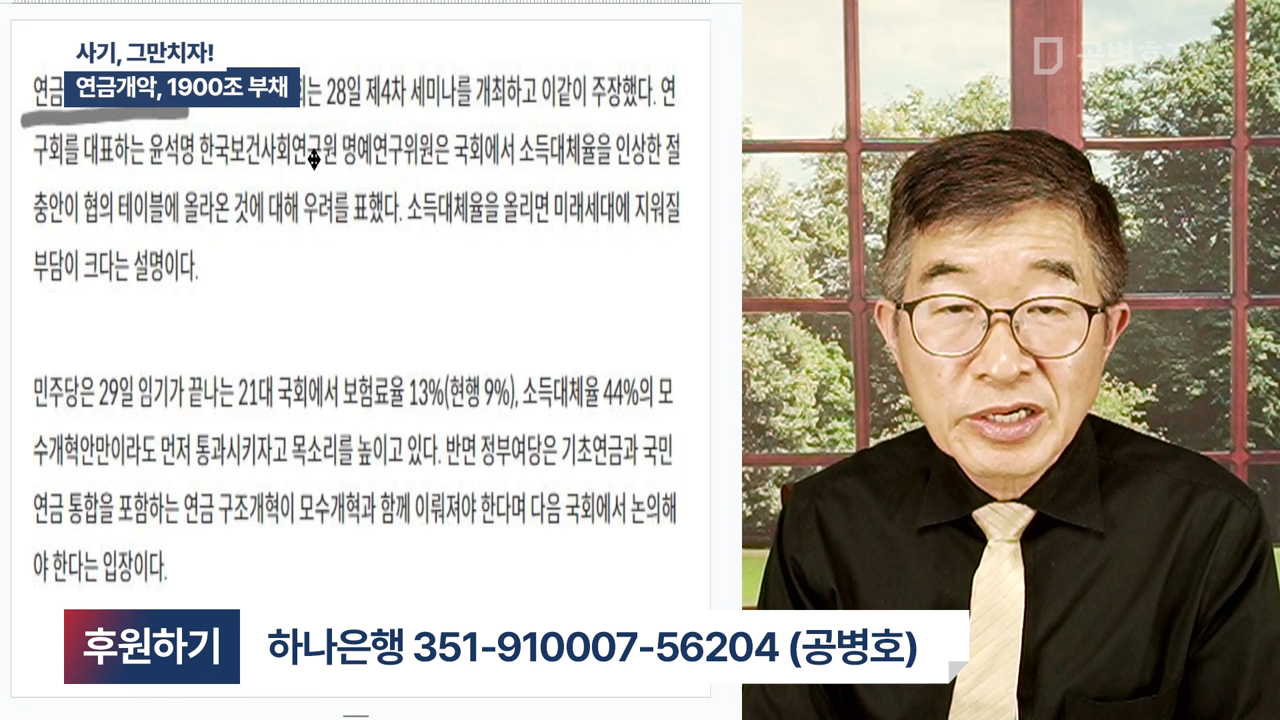 사기, 그만치자!
연금개악, 1900조 부채
연금 회는 28일 제4차 세미나를 개최하고 이같이 주장했다. 연
구회를 대표하는 윤석명 한국보건사회연구원 명예연구위원은 국회에서 소득대체율을 인상한 절
충안이 협의 테이블에 올라온 것에 대해 우려를 표했다. 소득대체율을 올리면 미래세대에 지워질
부담이 크다는 설명이다.
민주당은 29일 임기가 끝나는 21대 국회에서 보험료율 13%(현행 9%), 소득대체율 44%의 모
수개혁안만이라도 먼저 통과시키자고 목소리를 높이고 있다. 반면 정부여당은 기초연금과 국민
연금 통합을 포함하는 연금 구조개혁이 모수개혁과 함께 이뤄져야 한다며 다음 국회에서 논의해
야 한다는 입장이다.
후원하기
하나은행 351-910007-56204 (공병호)